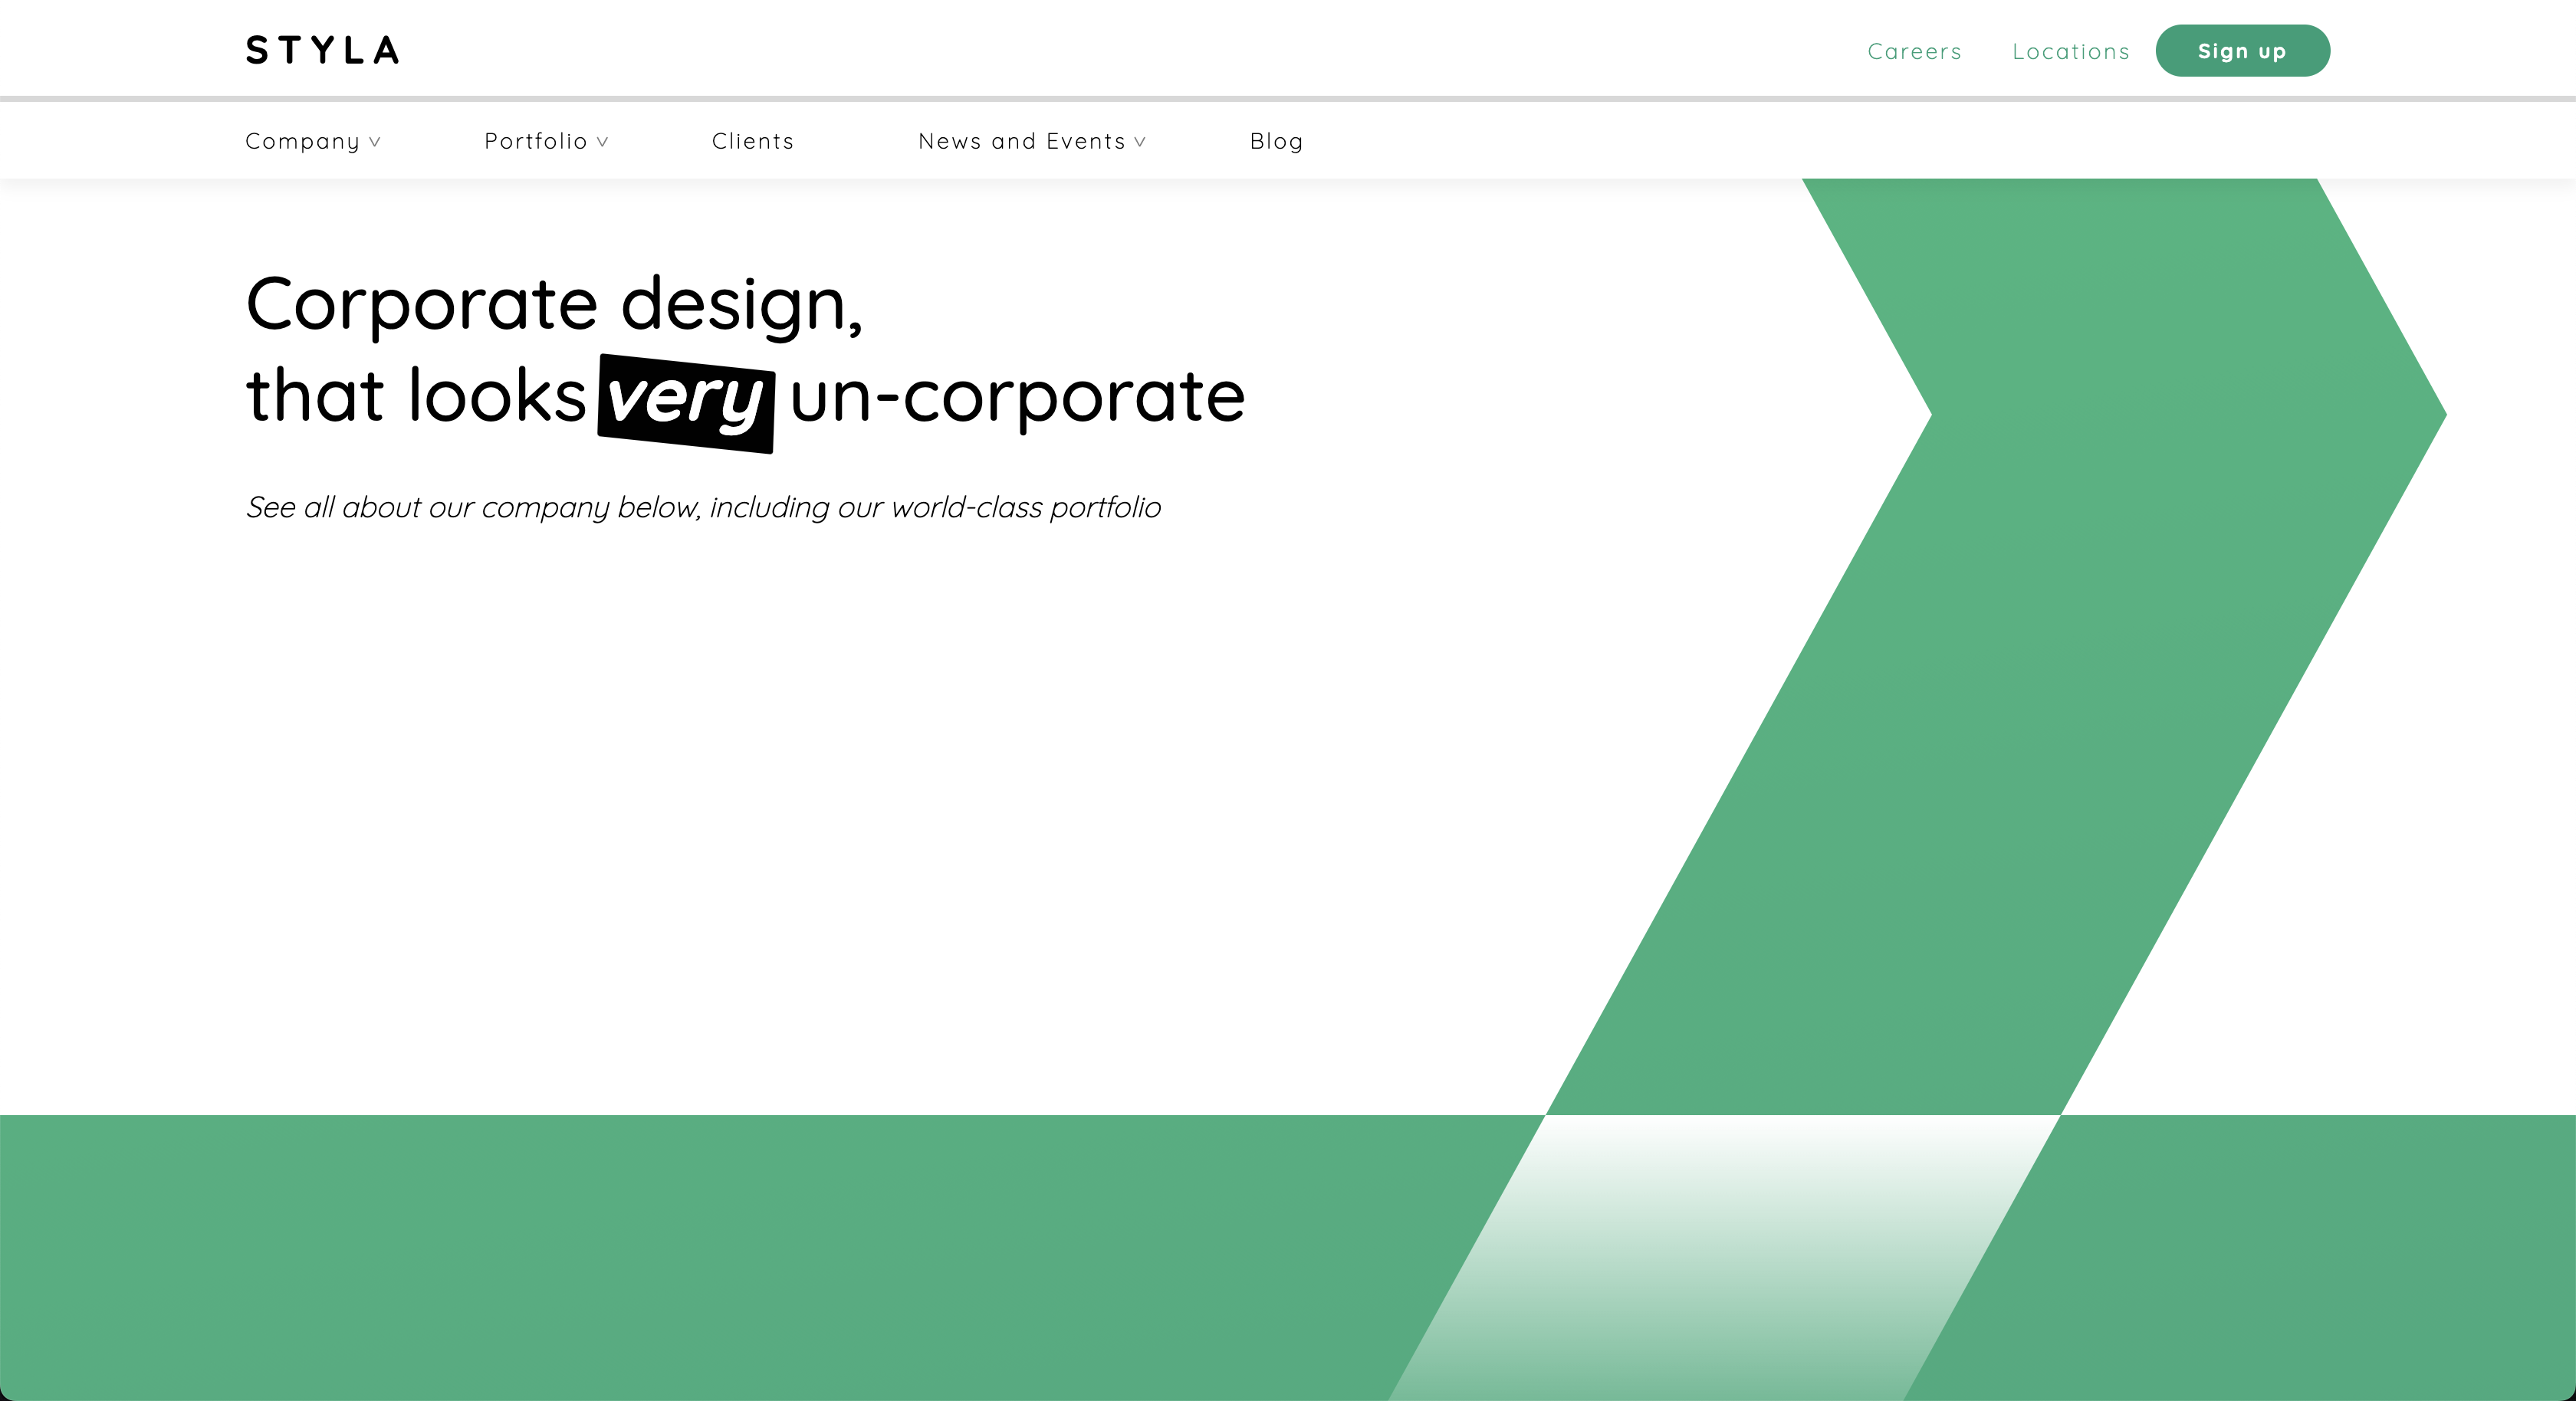 STYLA
Careers Locations Sign up
Company Portfolio Clients News and Events Blog
Corporate design,
that looks very un-corporate
See all about our company below, including our world-class portfolio